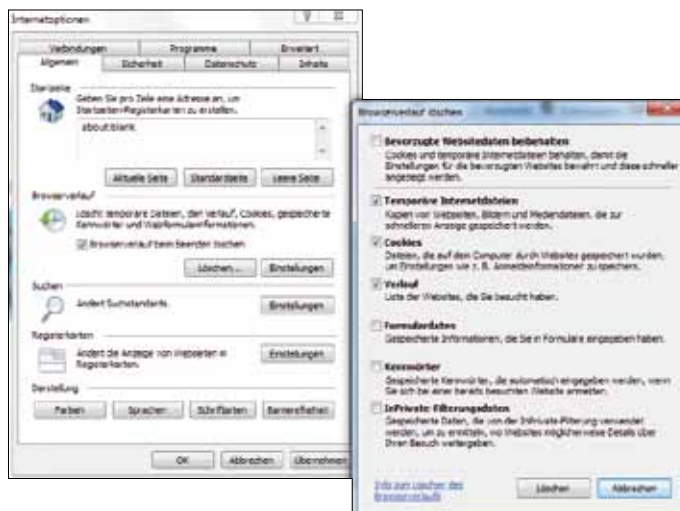 Internetoptionen
Verbindungen Programme Erweitert
Allgemein Sicherheit Datenschutz Inhalte
Startseite
Geben Sie pro Zeile eine Adresse an, um
Startseiten-Registerkarten zu erstellen.
about:blank
Aktuelle Seite Standardseite Leere Seite
Browserverlauf
Löscht temporäre Dateien, den Verlauf, Cookies, gespeicherte
Kennwörter und Webformularinformationen.
Browserverlauf beim Beenden löschen
Löschen... Einstellungen
Suchen
Ändert Suchstandards. Einstellungen
Registerkarten
Ändert die Anzeige von Webseiten in
Registerkarten. Einstellungen
Darstellung
Farben Sprachen Schriftarten Barrierefreiheit
OK Abbrechen Übernehmen
Browserverlauf löschen
Bevorzugte Websitedaten beibehalten
Cookies und temporäre Internetdateien behalten, damit die
Einstellungen für die bevorzugten Websites bewahrt und diese schneller
angezeigt werden.
Temporäre Internetdateien
Kopien von Webseiten, Bildern und Mediendateien, die zur
schnelleren Anzeige gespeichert werden.
Cookies
Dateien, die auf dem Computer durch Websites gespeichert wurden,
um Einstellungen wie z. B. Anmeldeinformationen zu speichern.
Verlauf
Liste der Websites, die Sie besucht haben.
Formulardaten
Gespeicherte Informationen, die Sie in Formulare eingegeben haben.
Kennwörter
Gespeicherte Kennwörter, die automatisch eingegeben werden, wenn
Sie sich bei einer bereits besuchten Website anmelden.
InPrivate-Filterungsdaten
Gespeicherte Daten, die von der InPrivate-Filterung verwendet
werden, um zu ermitteln, wo Websites möglicherweise Details über
Ihren Besuch weitergeben.
Info zum Löschen des
Browserverlaufs
Löschen Abbrechen